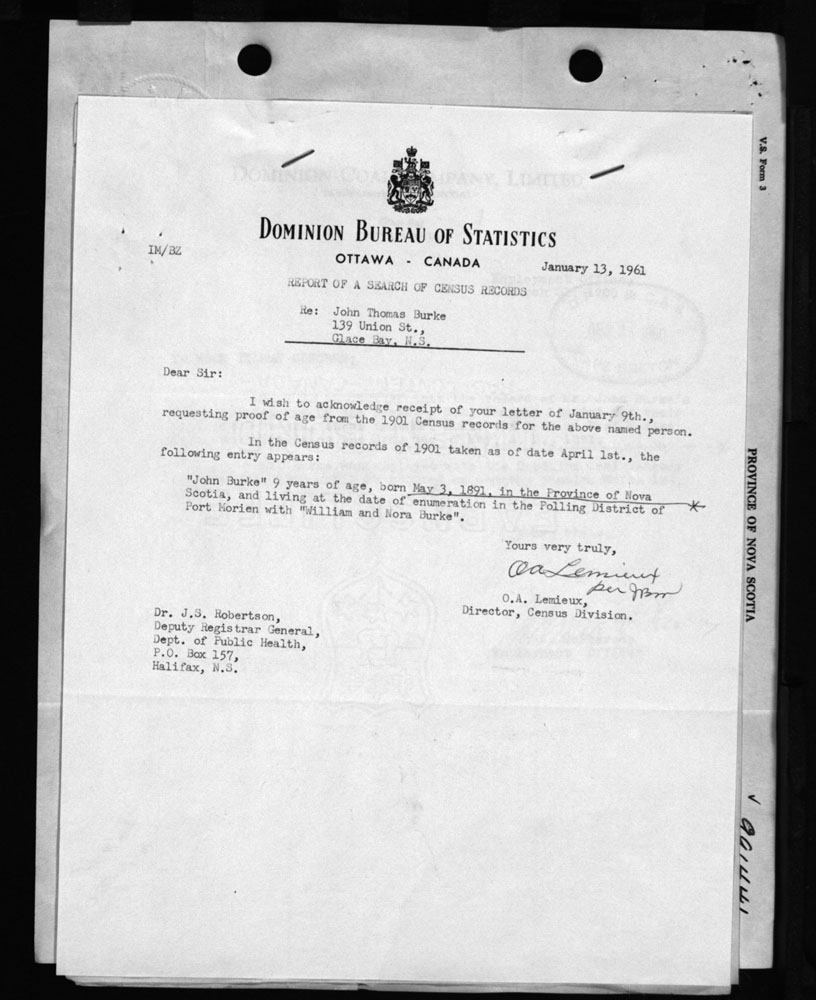 V.S. Form 3
DOMINION BUREAU OF STATISTICS
OTTAWA - CANADA
IM/BZ
January 13, 1961
REPORT OF A SEARCH OF CENSUS RECORDS
Re: John Thomas Burke
139 Union St.,
Glace Bay, N.S.
Dear Sir:
I wish to acknowledge receipt of your letter of January 9th.,
requesting proof of age from the 1901 Census records for the above named person.
In the Census records of 1901 taken as of date April 1st., the
following entry appears:
"John Burke" 9 years of age, born May 3, 1891, in the Province of Nova
Scotia, and living at the date of enumeration in the Polling District of
Port Morien with "William and Nora Burke".
Yours very truly,
OA Lemieux
per JBM
O.A. Lemieux,
Director, Census Division.
Dr. J.S. Robertson,
Deputy Registrar General,
Dept. of Public Health,
P.O. Box 157,
Halifax, N.S.
PROVINCE OF NOVA SCOTIA